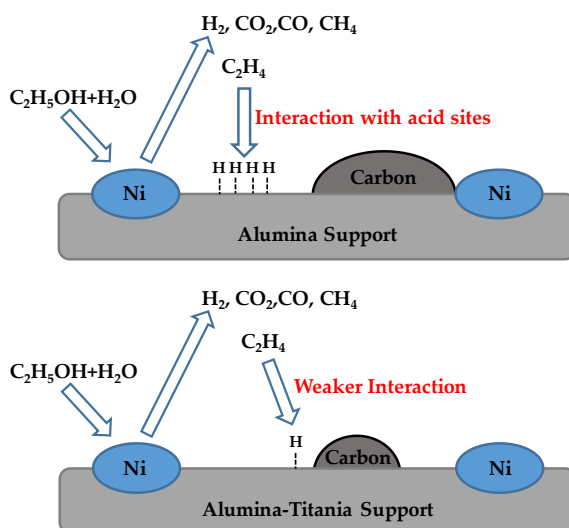 H₂, CO₂,CO, CH₄
C₂H₄
C₂H₅OH+H₂O
Interaction with acid sites
H H H H
Ni
Carbon
Ni
Alumina Support
H₂, CO₂,CO, CH₄
C₂H₄
C₂H₅OH+H₂O
Weaker Interaction
H
Ni
Carbon
Ni
Alumina-Titania Support